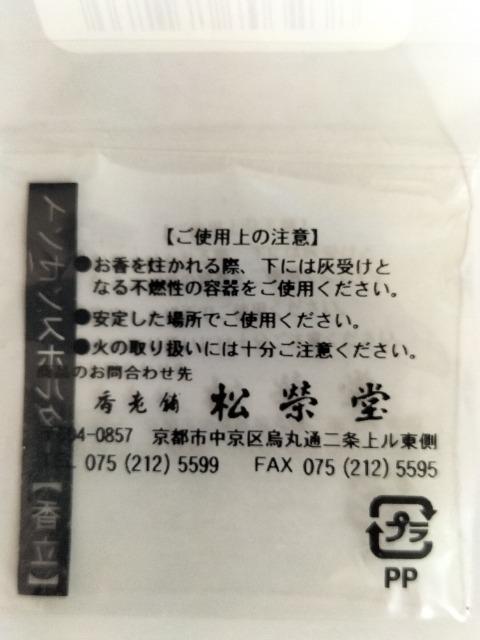 【ご使用上の注意】
●お香を炷かれる際、下には灰受けと
なる不燃性の容器をご使用ください。
●安定した場所でご使用ください。
●火の取り扱いには十分ご注意ください。
商品のお問合わせ先
香老舗 松榮堂
〒604-0857 京都市中京区烏丸通二条上ル東側
TEL 075 (212) 5599 FAX 075 (212) 5595
インセンスホルダー【香立】
プラ
PP